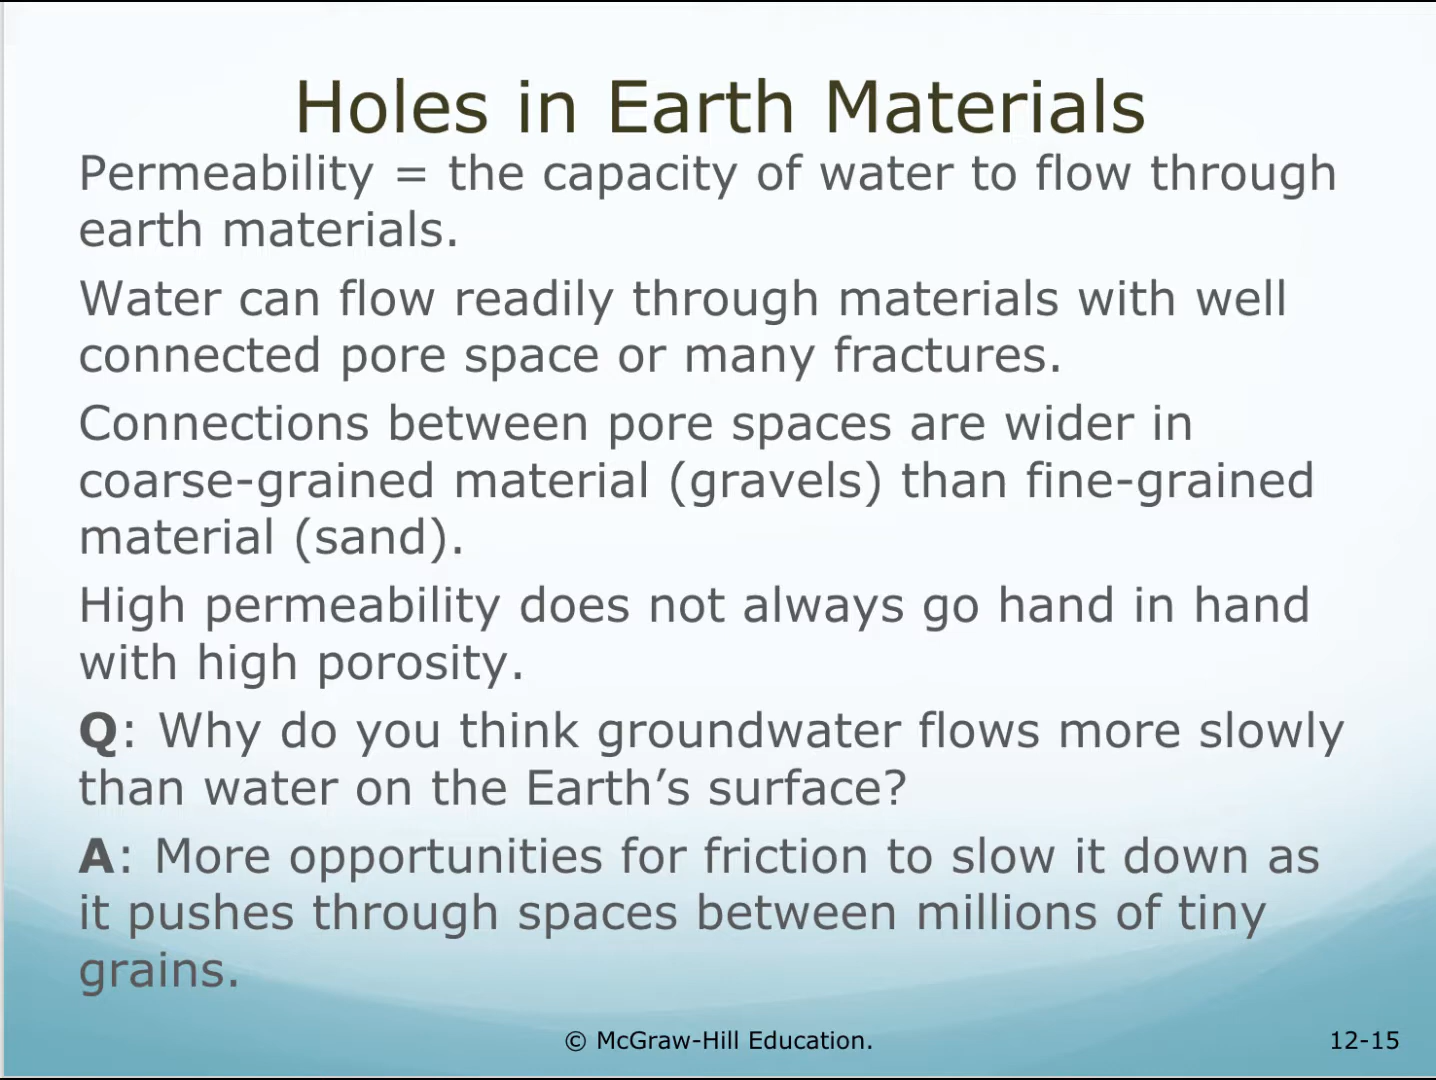 Holes in Earth Materials
Permeability = the capacity of water to flow through
earth materials.
Water can flow readily through materials with well
connected pore space or many fractures.
Connections between pore spaces are wider in
coarse-grained material (gravels) than fine-grained
material (sand).
High permeability does not always go hand in hand
with high porosity.
Q: Why do you think groundwater flows more slowly
than water on the Earth’s surface?
A: More opportunities for friction to slow it down as
it pushes through spaces between millions of tiny
grains.
© McGraw-Hill Education.
12-15